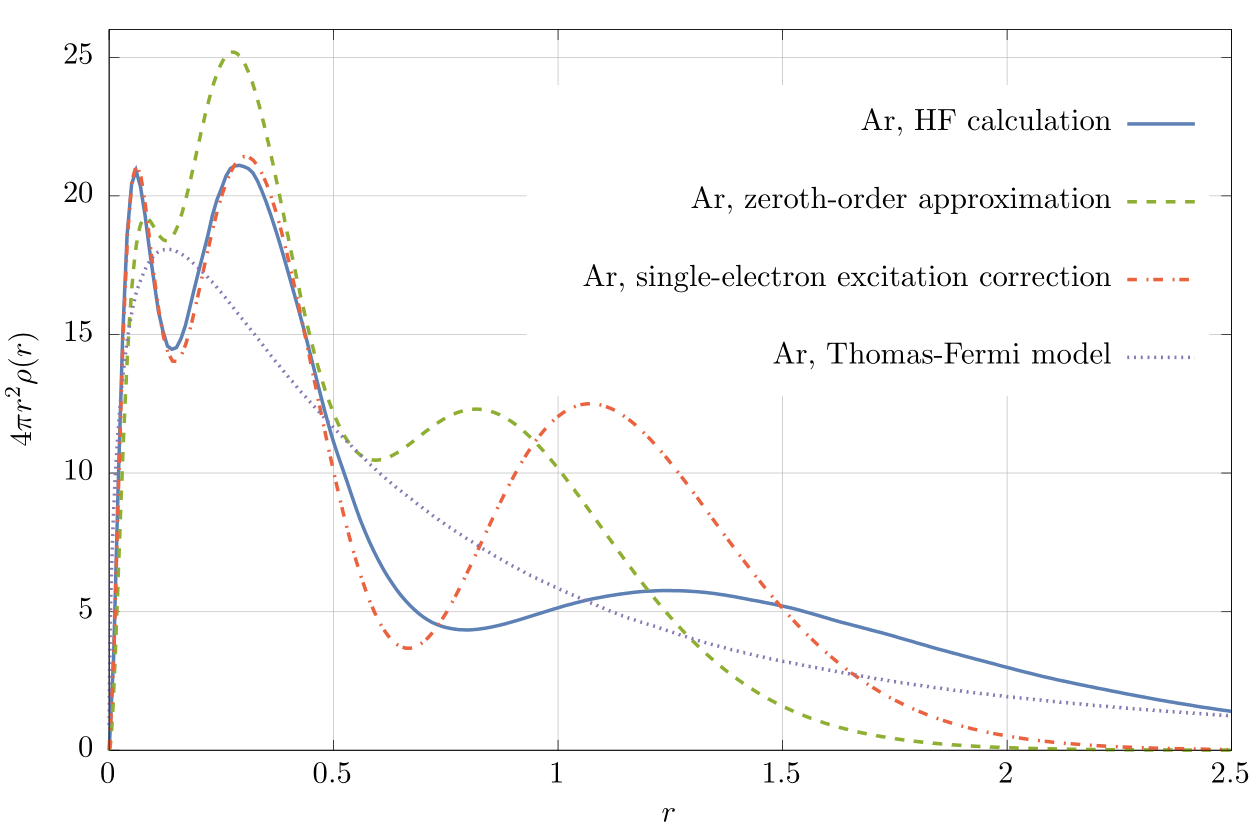 25
20
15
10
5
0
4πr²ρ(r)
Ar, HF calculation
Ar, zeroth-order approximation
Ar, single-electron excitation correction
Ar, Thomas-Fermi model
0 0.5 1 1.5 2 2.5
r